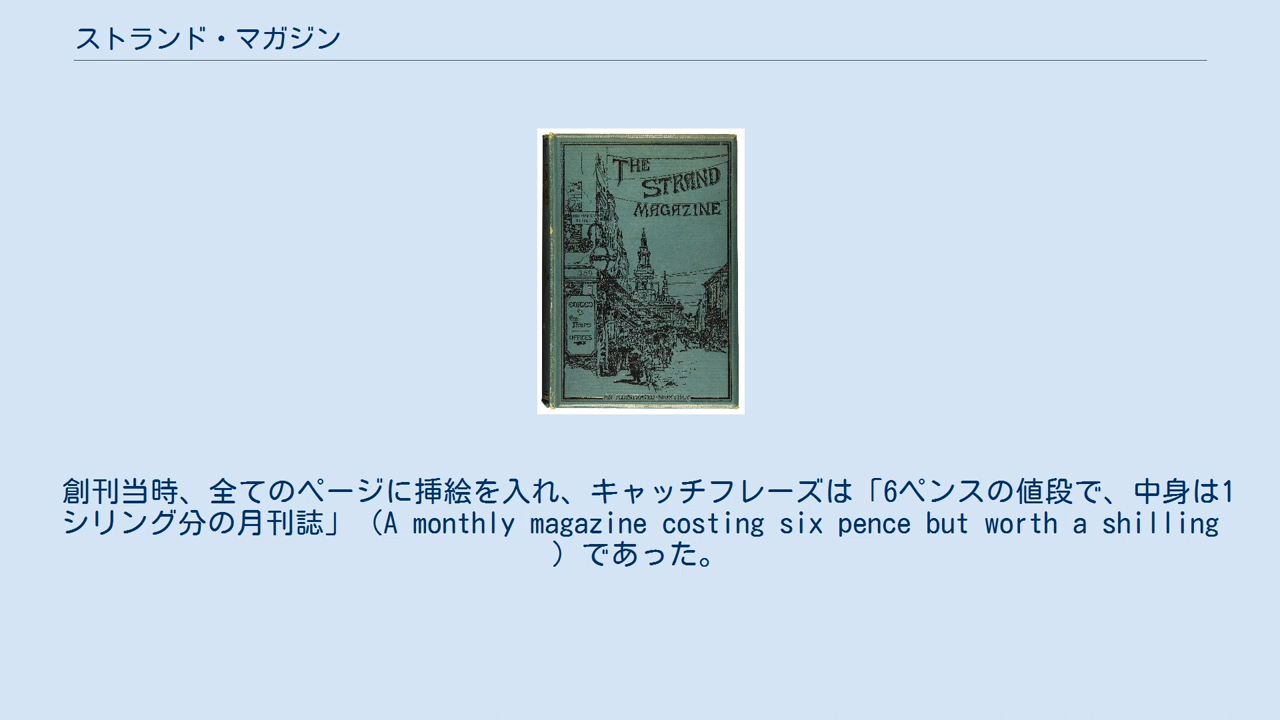 ストランド・マガジン
THE
STRAND
MAGAZINE
OFFICES
創刊当時、全てのページに挿絵を入れ、キャッチフレーズは「6ペンスの値段で、中身は1
シリング分の月刊誌」（A monthly magazine costing six pence but worth a shilling
）であった。